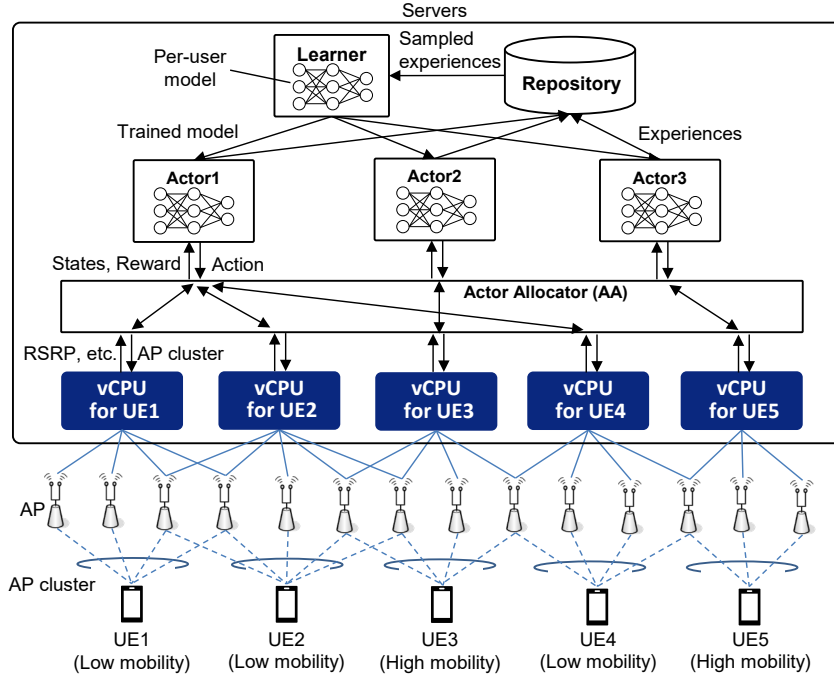 Servers
Per-user
model
Learner
Sampled
experiences
Repository
Trained model
Experiences
Actor1
Actor2
Actor3
States, Reward
Action
Actor Allocator (AA)
RSRP, etc.
AP cluster
vCPU
for UE1
vCPU
for UE2
vCPU
for UE3
vCPU
for UE4
vCPU
for UE5
AP
AP cluster
UE1
(Low mobility)
UE2
(Low mobility)
UE3
(High mobility)
UE4
(Low mobility)
UE5
(High mobility)